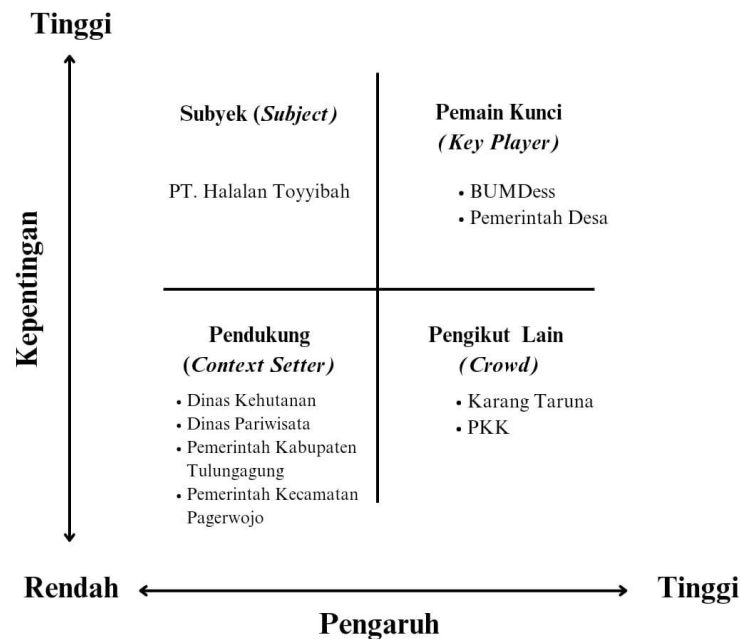 Tinggi
Subyek (Subject)
PT. Halalan Toyyibah
Pemain Kunci
(Key Player)
• BUMDess
• Pemerintah Desa
Kepentingan
Pendukung
(Context Setter)
• Dinas Kehutanan
• Dinas Pariwisata
• Pemerintah Kabupaten
Tulungagung
• Pemerintah Kecamatan
Pagerwojo
Pengikut Lain
(Crowd)
• Karang Taruna
• PKK
Rendah
Tinggi
Pengaruh